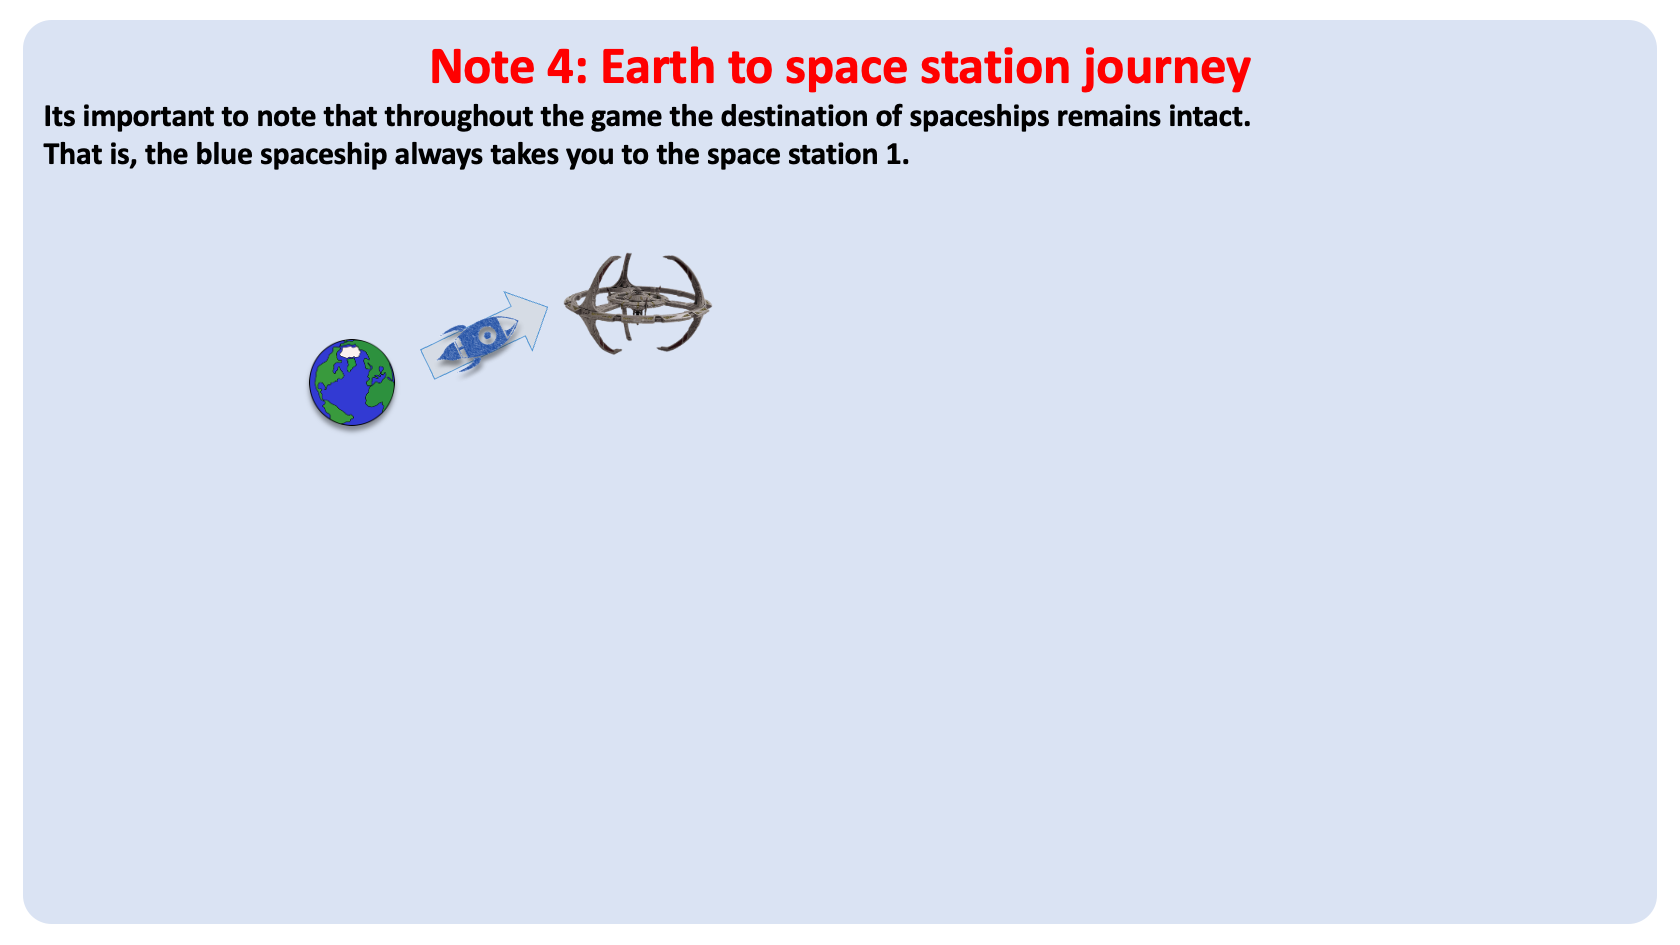 Note 4: Earth to space station journey
Its important to note that throughout the game the destination of spaceships remains intact.
That is, the blue spaceship always takes you to the space station 1.